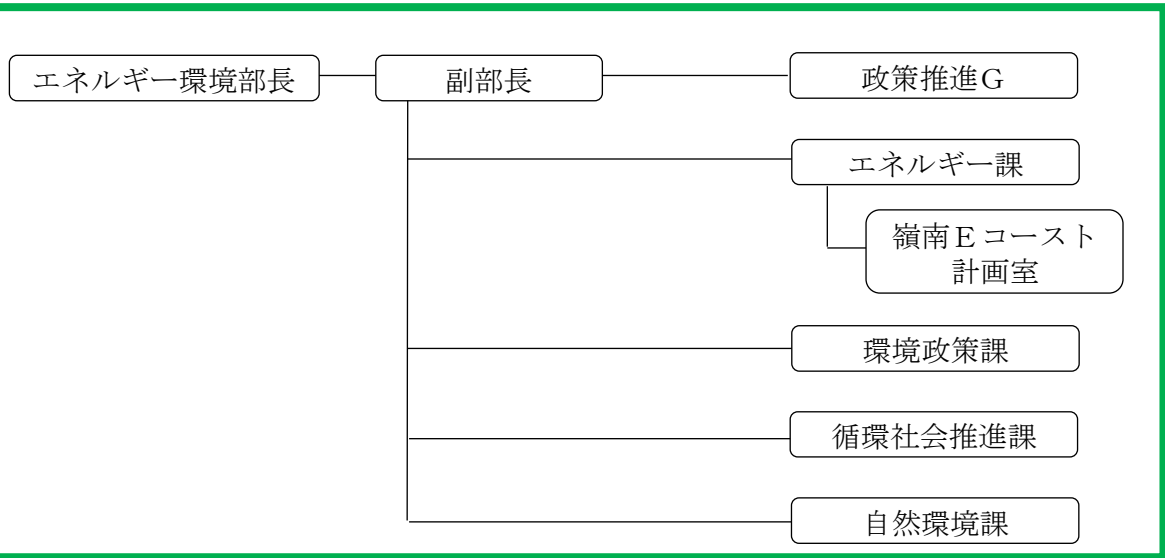 エネルギー環境部長
副部長
政策推進G
エネルギー課
嶺南Eコースト
計画室
環境政策課
循環社会推進課
自然環境課